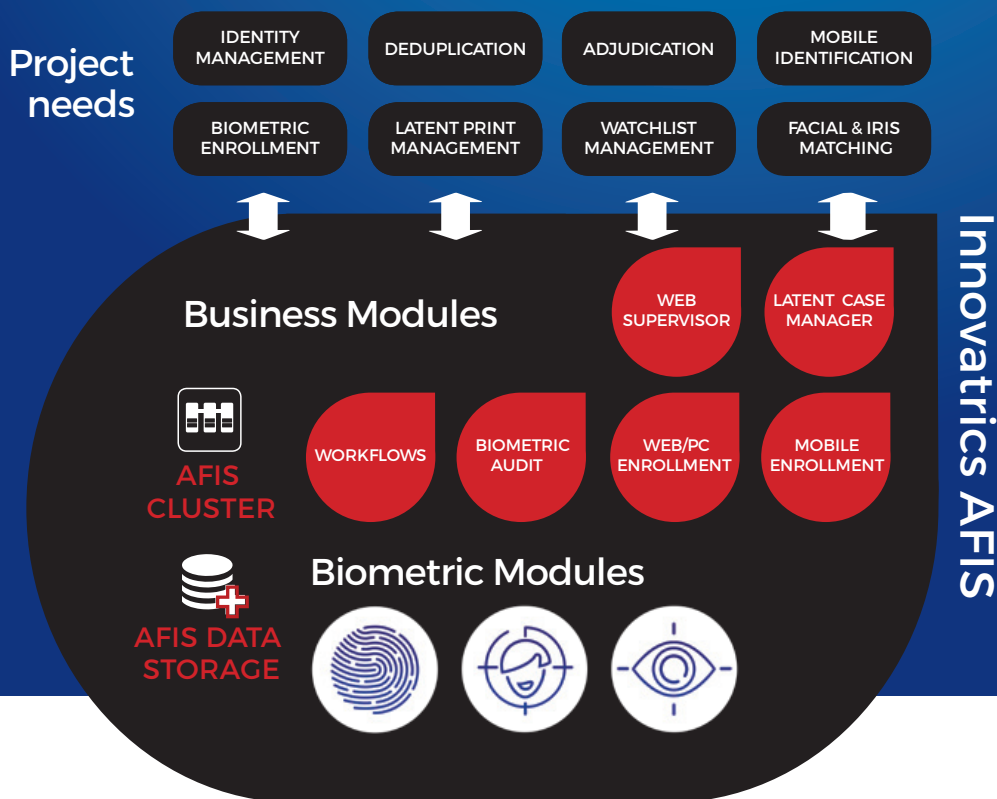 Project
needs
IDENTITY
MANAGEMENT
DEDUPLICATION
ADJUDICATION
MOBILE
IDENTIFICATION
BIOMETRIC
ENROLLMENT
LATENT PRINT
MANAGEMENT
WATCHLIST
MANAGEMENT
FACIAL & IRIS
MATCHING
Innovatrics AFIS
Business Modules
WEB
SUPERVISOR
LATENT CASE
MANAGER
AFIS
CLUSTER
WORKFLOWS
BIOMETRIC
AUDIT
WEB/PC
ENROLLMENT
MOBILE
ENROLLMENT
Biometric Modules
AFIS DATA
STORAGE